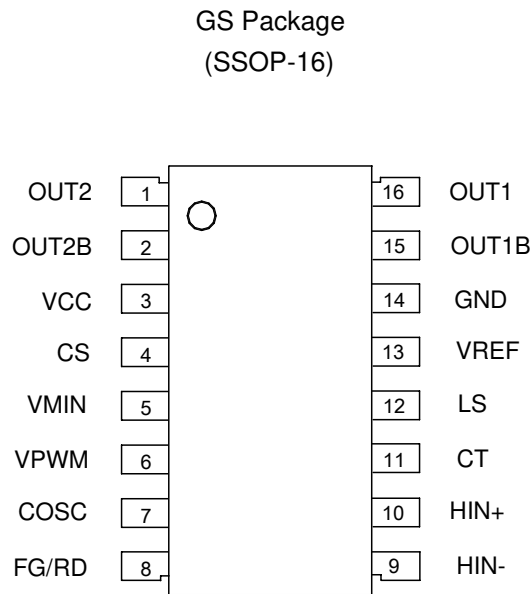 GS Package
(SSOP-16)
OUT2 1 16 OUT1
OUT2B 2 15 OUT1B
VCC 3 14 GND
CS 4 13 VREF
VMIN 5 12 LS
VPWM 6 11 CT
COSC 7 10 HIN+
FG/RD 8 9 HIN-